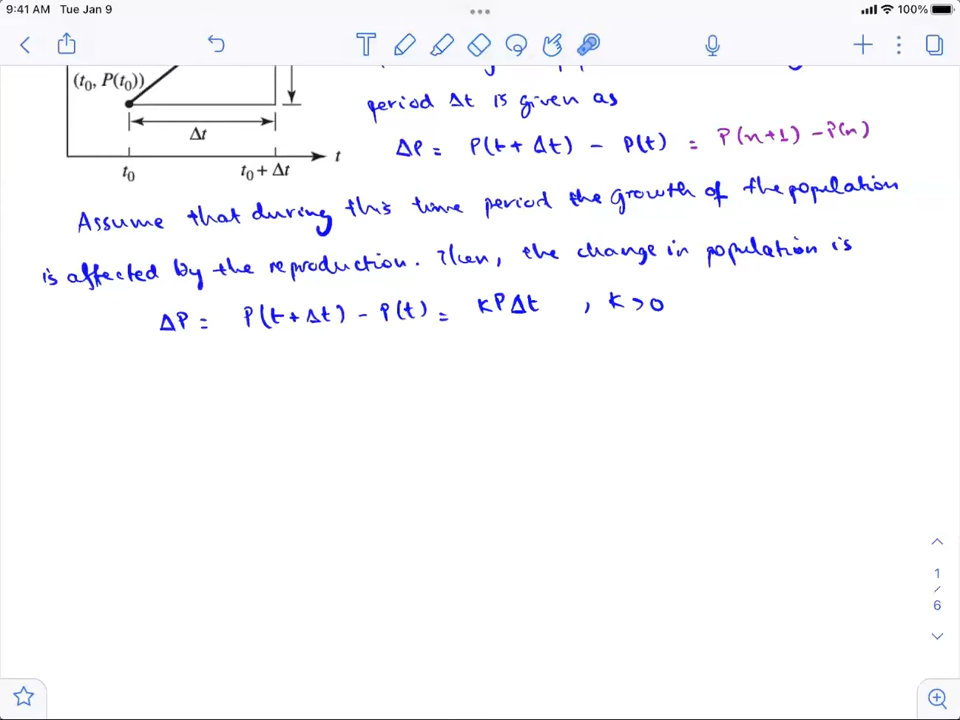 9:41 AM Tue Jan 9
100%
(t₀, P(t₀))
Δt
t
t₀
t₀ + Δt
period Δt is given as
ΔP = P(t + Δt) - P(t) = P(n+1) - P(n)
Assume that during this time period the growth of the population
is affected by the reproduction. Then, the change in population is
ΔP = P(t+Δt) - P(t) = KPΔt , K>0
1
/
6